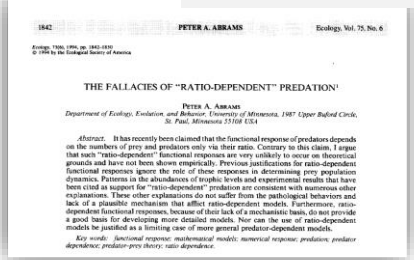 1842
PETER A. ABRAMS
Ecology, Vol. 75, No. 6
Ecology, 75(6), 1994, pp. 1842–1850
© 1994 by the Ecological Society of America
THE FALLACIES OF “RATIO-DEPENDENT” PREDATION¹
PETER A. ABRAMS
Department of Ecology, Evolution, and Behavior, University of Minnesota, 1987 Upper Buford Circle,
St. Paul, Minnesota 55108 USA
Abstract. It has recently been claimed that the functional response of predators depends
on the numbers of prey and predators only via their ratio. Contrary to this claim, I argue
that such “ratio-dependent” functional responses are very unlikely to occur on theoretical
grounds and have not been shown empirically. Previous justifications for ratio-dependent
functional responses ignore the role of these responses in determining prey population
dynamics. Patterns in the abundances of trophic levels and experimental results that have
been cited as support for “ratio-dependent” predation are consistent with numerous other
explanations. These other explanations do not suffer from the pathological behaviors and
lack of a plausible mechanism that afflict ratio-dependent models. Furthermore, ratio-
dependent functional responses, because of their lack of a mechanistic basis, do not provide
a good basis for developing more detailed models. Nor can the use of ratio-dependent
models be justified as a limiting case of more general predator-dependent models.
Key words: functional response; mathematical models; numerical response; predation; predator
dependence; predator–prey theory; ratio dependence.